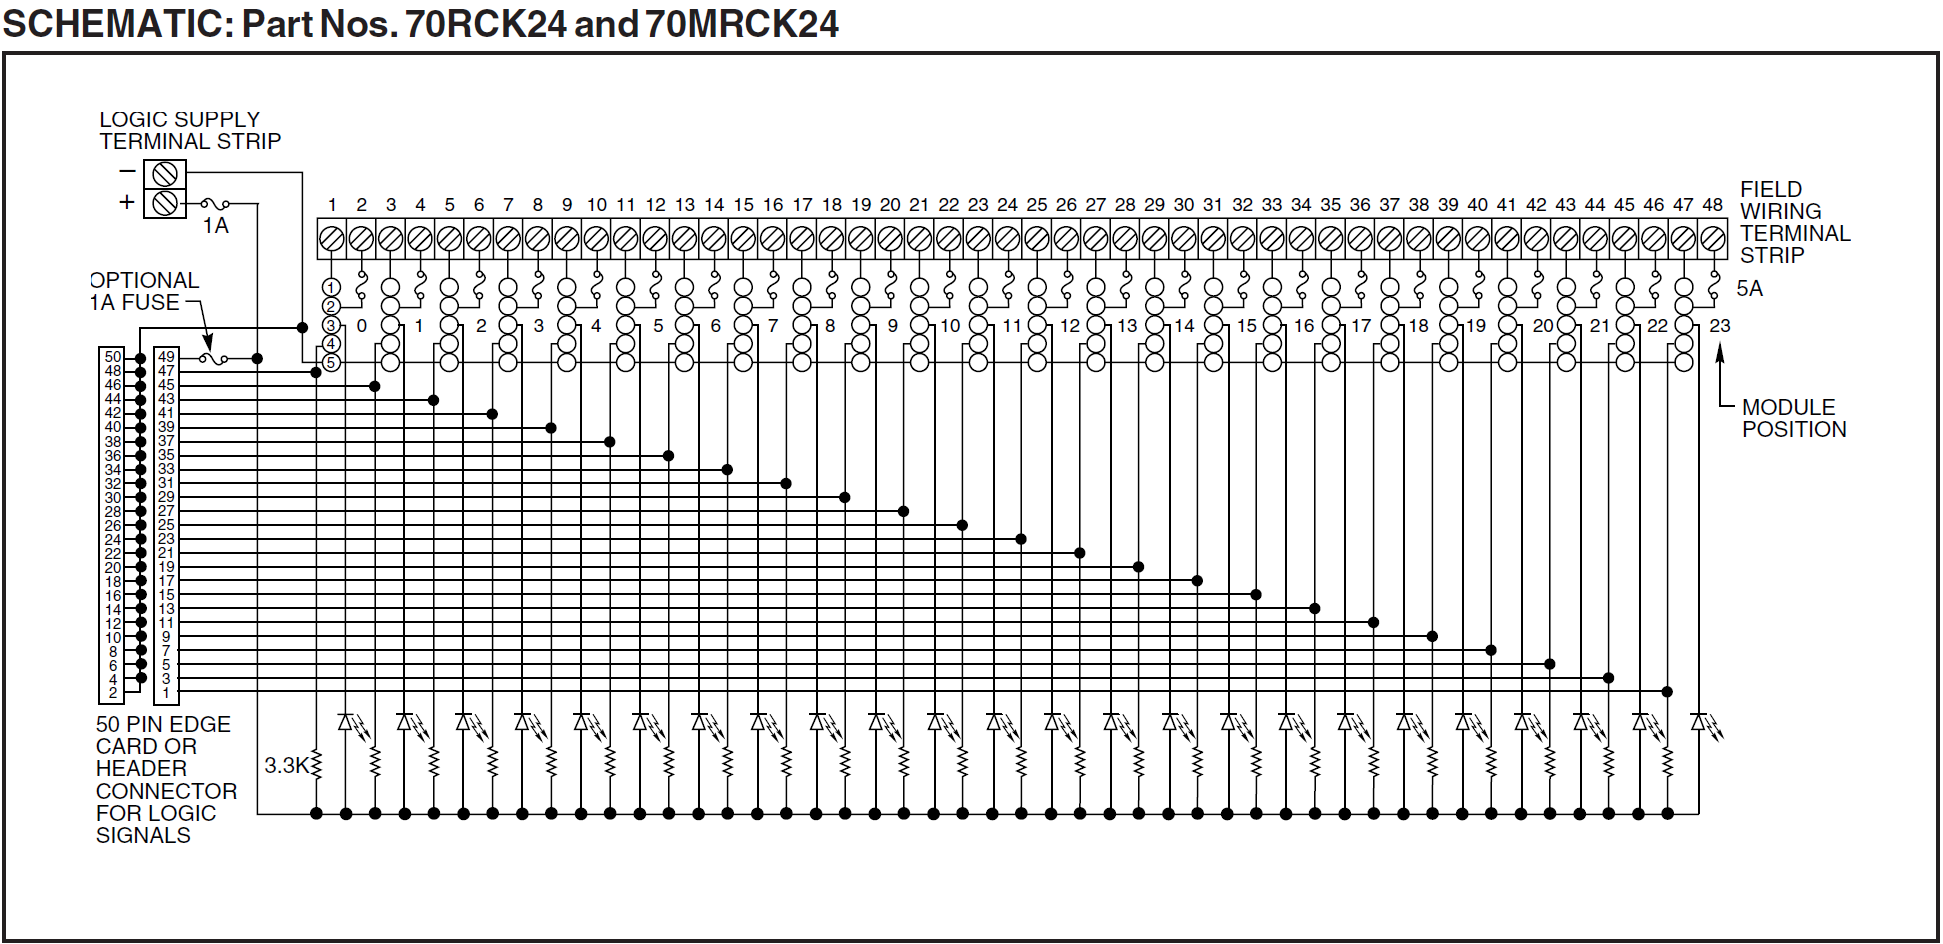 SCHEMATIC: Part Nos. 70RCK24 and 70MRCK24
LOGIC SUPPLY
TERMINAL STRIP
−
+
1A
OPTIONAL
1A FUSE
1 2 3 4 5 6 7 8 9 10 11 12 13 14 15 16 17 18 19 20 21 22 23 24 25 26 27 28 29 30 31 32 33 34 35 36 37 38 39 40 41 42 43 44 45 46 47 48
FIELD
WIRING
TERMINAL
STRIP
5A
1
2
3
4
5
0 1 2 3 4 5 6 7 8 9 10 11 12 13 14 15 16 17 18 19 20 21 22 23
MODULE
POSITION
50 49
48 47
46 45
44 43
42 41
40 39
38 37
36 35
34 33
32 31
30 29
28 27
26 25
24 23
22 21
20 19
18 17
16 15
14 13
12 11
10 9
8 7
6 5
4 3
2 1
50 PIN EDGE
CARD OR
HEADER
CONNECTOR
FOR LOGIC
SIGNALS
3.3K